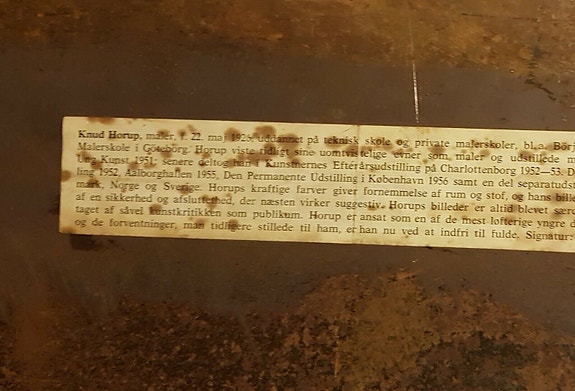 Knud Horup, maler, f. 22. maj 1925, uddannet på teknisk skole og private malerskoler, bl.a. Börj
Malerskole i Göteborg. Horup viste tidligt sine uomtvistelige evner som maler og udstillede m
Ung Kunst 1951, senere deltog han i Kunstnernes Efterårsudstilling på Charlottenborg 1952—53. D
ling 1952, Aalborghallen 1955, Den Permanente Udstilling i København 1956 samt en del separatudst
mark, Norge og Sverige. Horups kraftige farver giver fornemmelse af rum og stof, og hans bille
af en sikkerhed og afsluttethed, der næsten virker suggestiv. Horups billeder er altid blevet sær
taget af såvel kunstkritikken som publikum. Horup er ansat som en af de mest løfterige yngre d
og de forventninger, man tidligere stillede til ham, er han nu ved at indfri til fulde. Signatur: